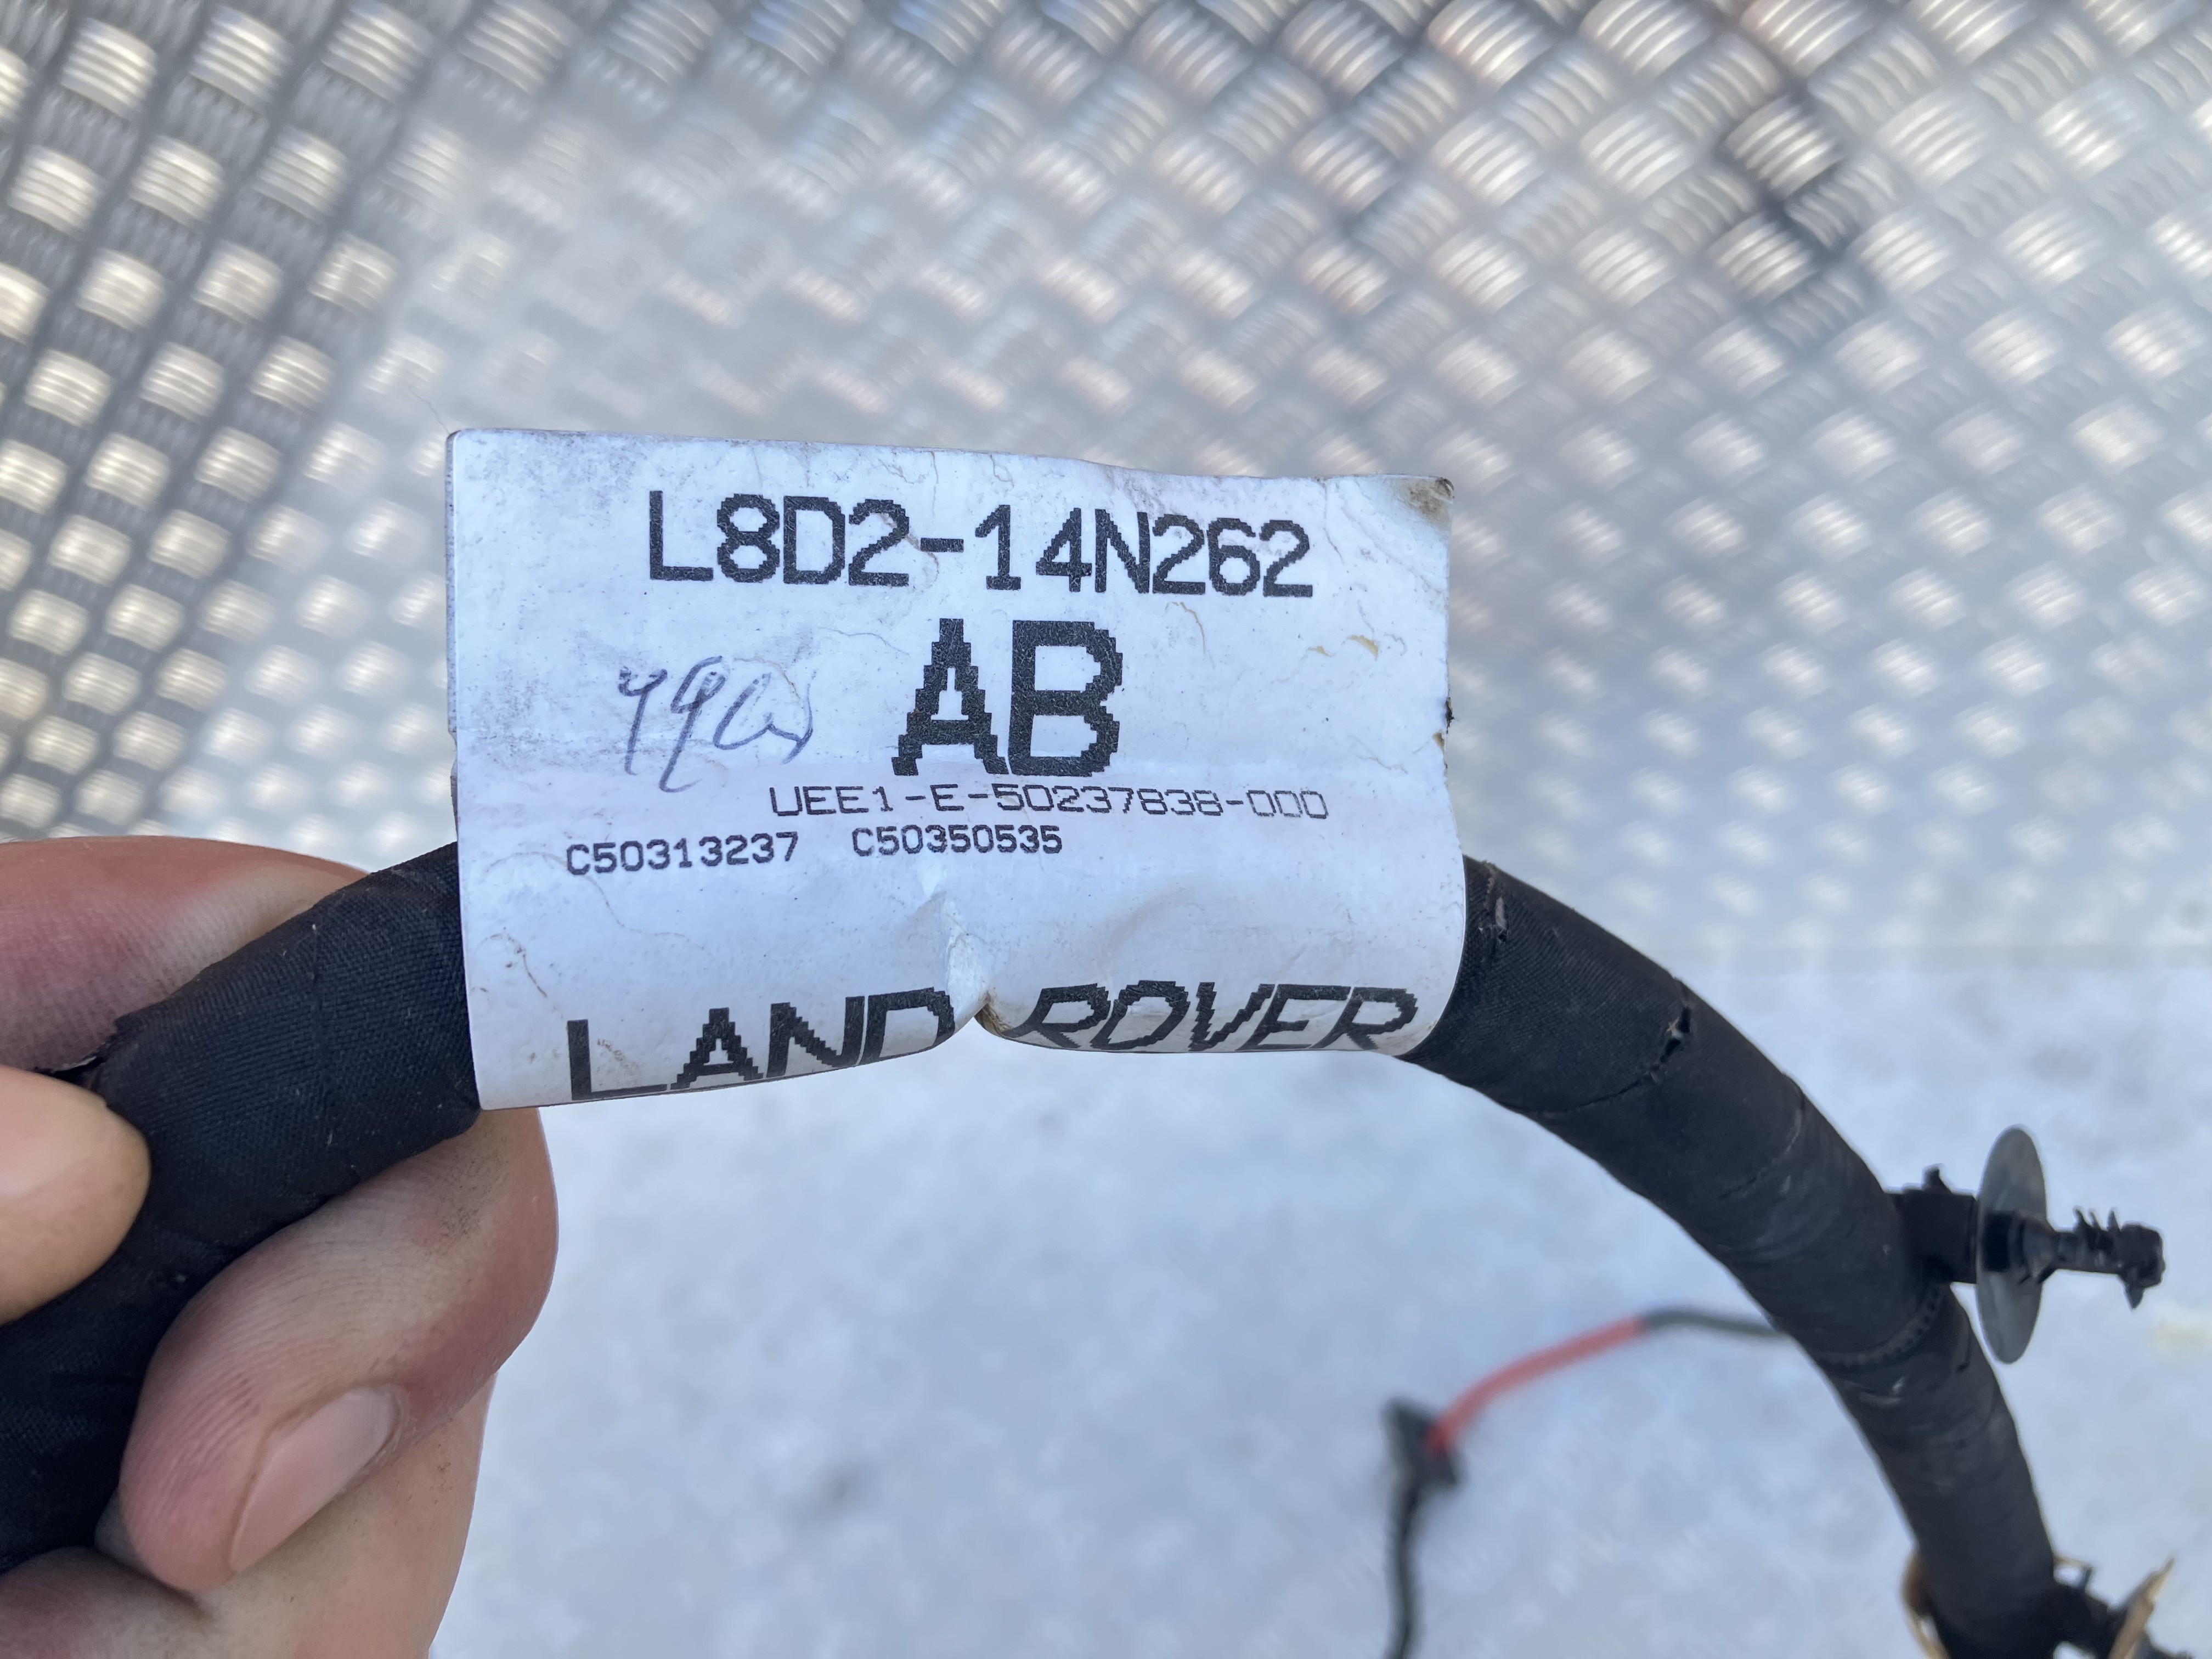 L8D2-14N262
AB
UEE1-E-50237838-000
C50313237 C50350535
LAND ROVER